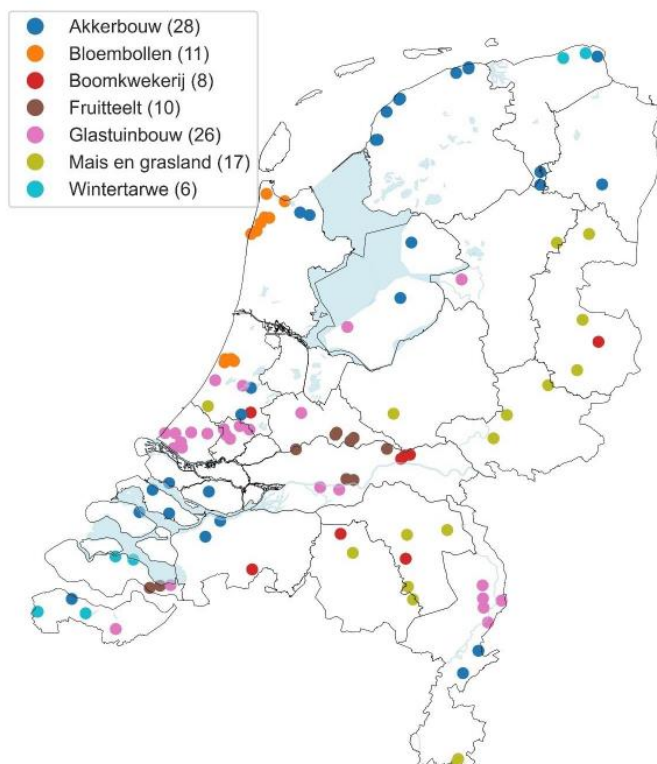 Akkerbouw (28)
Bloembollen (11)
Boomkwekerij (8)
Fruitteelt (10)
Glastuinbouw (26)
Mais en grasland (17)
Wintertarwe (6)